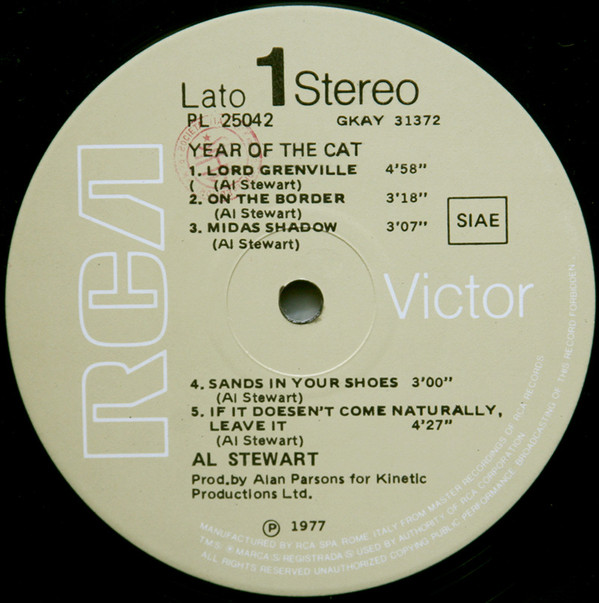 Lato 1 Stereo
PL 25042 GKAY 31372
YEAR OF THE CAT
1. LORD GRENVILLE 4'58"
( (Al Stewart)
2. ON THE BORDER 3'18"
(Al Stewart)
3. MIDAS SHADOW 3'07"
(Al Stewart)
SIAE
RCA
Victor
4. SANDS IN YOUR SHOES 3'00"
(Al Stewart)
5. IF IT DOESEN'T COME NATURALLY,
LEAVE IT 4'27"
(Al Stewart)
AL STEWART
Prod.by Alan Parsons for Kinetic
Productions Ltd.
Ⓟ 1977
MANUFACTURED BY RCA SPA ROME ITALY FROM MASTER RECORDINGS OF RCA RECORDS
TMS ® MARCA(S) REGISTRADA(S) USED BY AUTHORITY OF RCA CORPORATION
ALL RIGHTS RESERVED UNAUTHORIZED COPYING PUBLIC PERFORMANCE BROADCASTING OF THIS RECORD FORBIDDEN